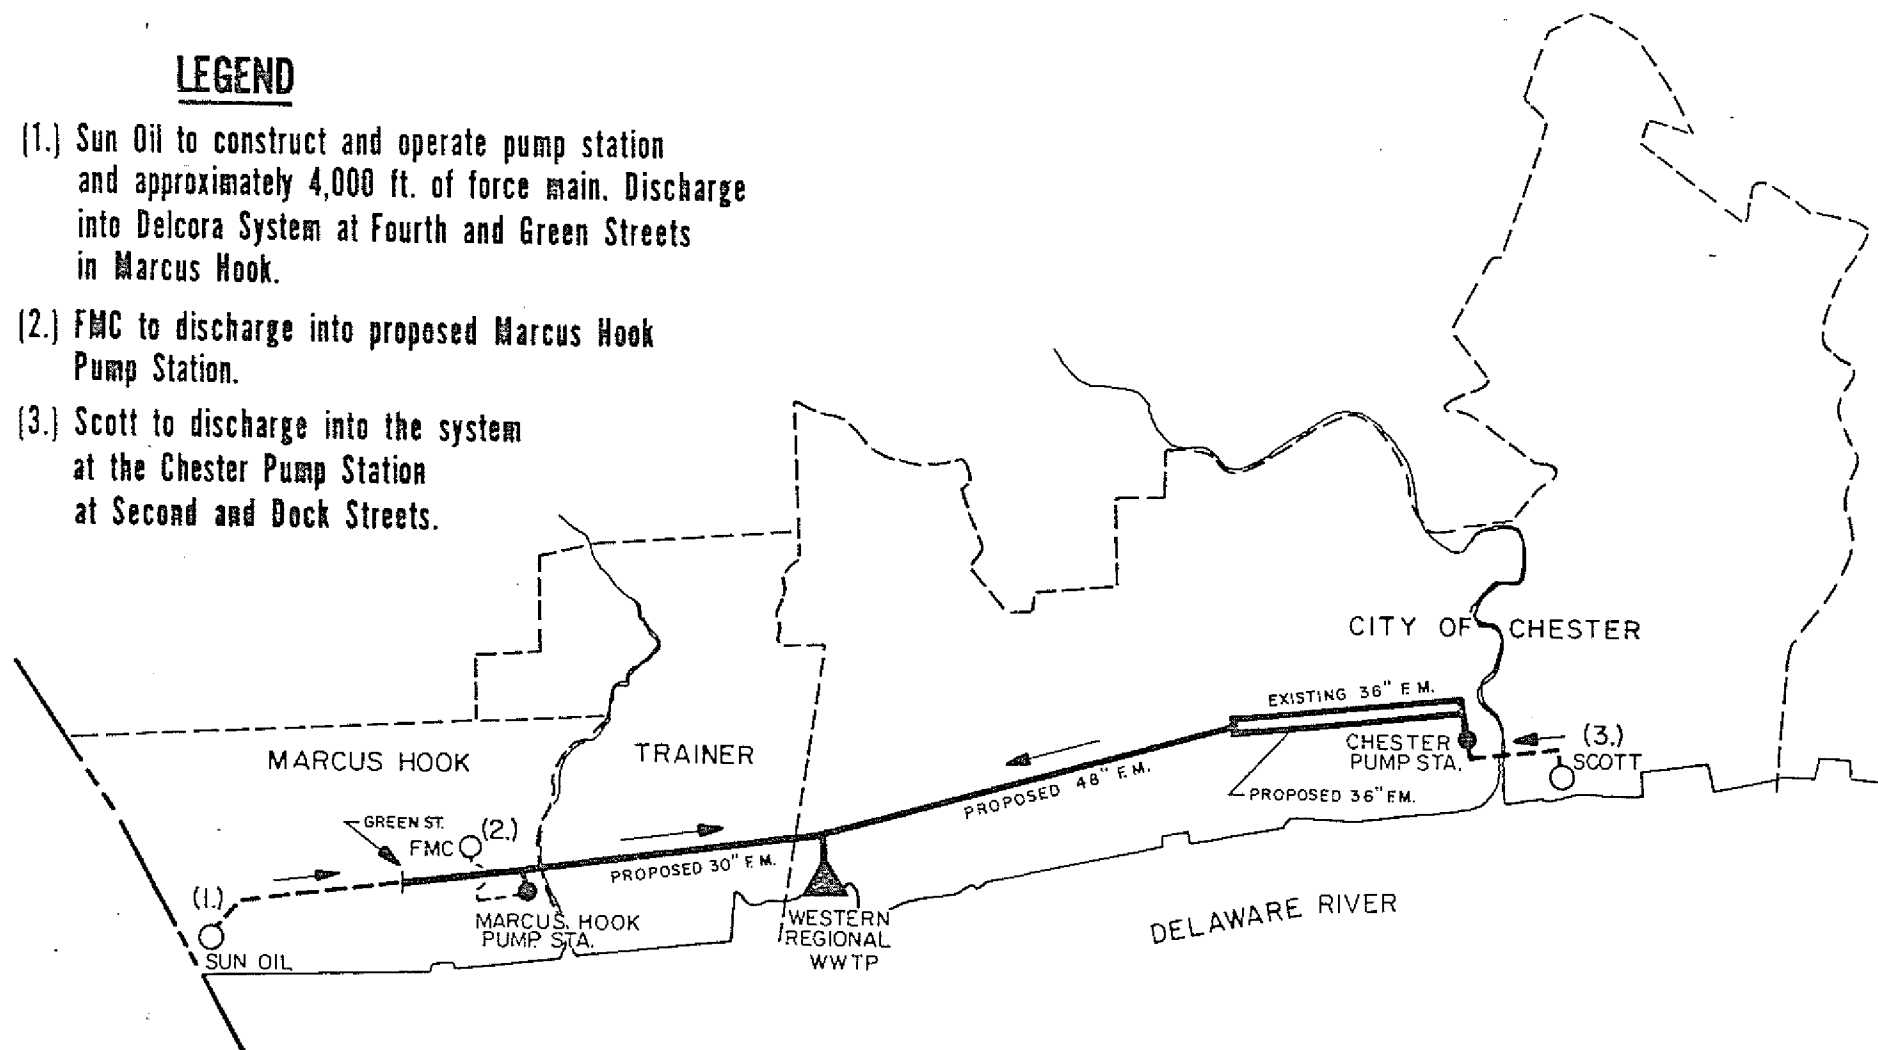 LEGEND
(1.) Sun Oil to construct and operate pump station
and approximately 4,000 ft. of force main. Discharge
into Delcora System at Fourth and Green Streets
in Marcus Hook.
(2.) FMC to discharge into proposed Marcus Hook
Pump Station.
(3.) Scott to discharge into the system
at the Chester Pump Station
at Second and Dock Streets.
CITY OF CHESTER
EXISTING 36" F.M.
MARCUS HOOK
TRAINER
CHESTER
PUMP STA.
(3.)
SCOTT
PROPOSED 48" F.M.
PROPOSED 36" F.M.
GREEN ST.
FMC
(2.)
PROPOSED 30" F.M.
(1.)
SUN OIL
MARCUS HOOK
PUMP STA.
WESTERN
REGIONAL
WWTP
DELAWARE RIVER